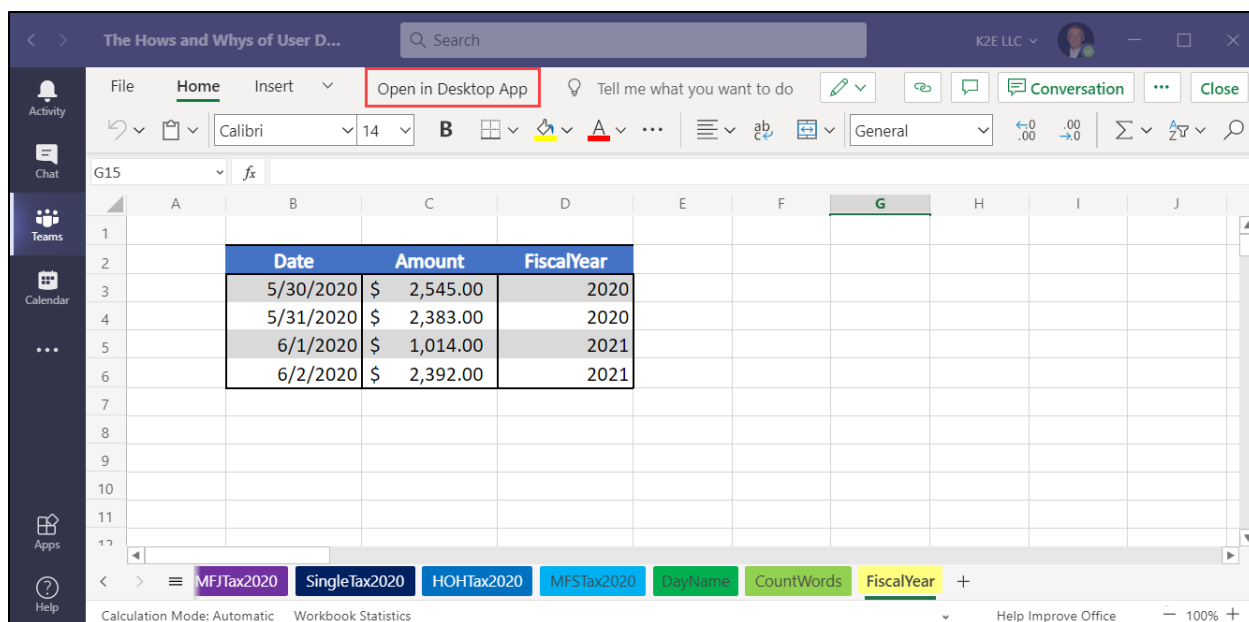 The Hows and Whys of User D...
Search
K2E LLC
File Home Insert Open in Desktop App Tell me what you want to do Conversation ... Close
Calibri 14 B A ... ab General
G15 fx
A B C D E F G H I J
1
2 Date Amount FiscalYear
3 5/30/2020 $ 2,545.00 2020
4 5/31/2020 $ 2,383.00 2020
5 6/1/2020 $ 1,014.00 2021
6 6/2/2020 $ 2,392.00 2021
7
8
9
10
11
12
Activity
Chat
Teams
Calendar
...
Apps
Help
MFJTax2020 SingleTax2020 HOHTax2020 MFSTax2020 DayName CountWords FiscalYear +
Calculation Mode: Automatic Workbook Statistics Help Improve Office − 100% +